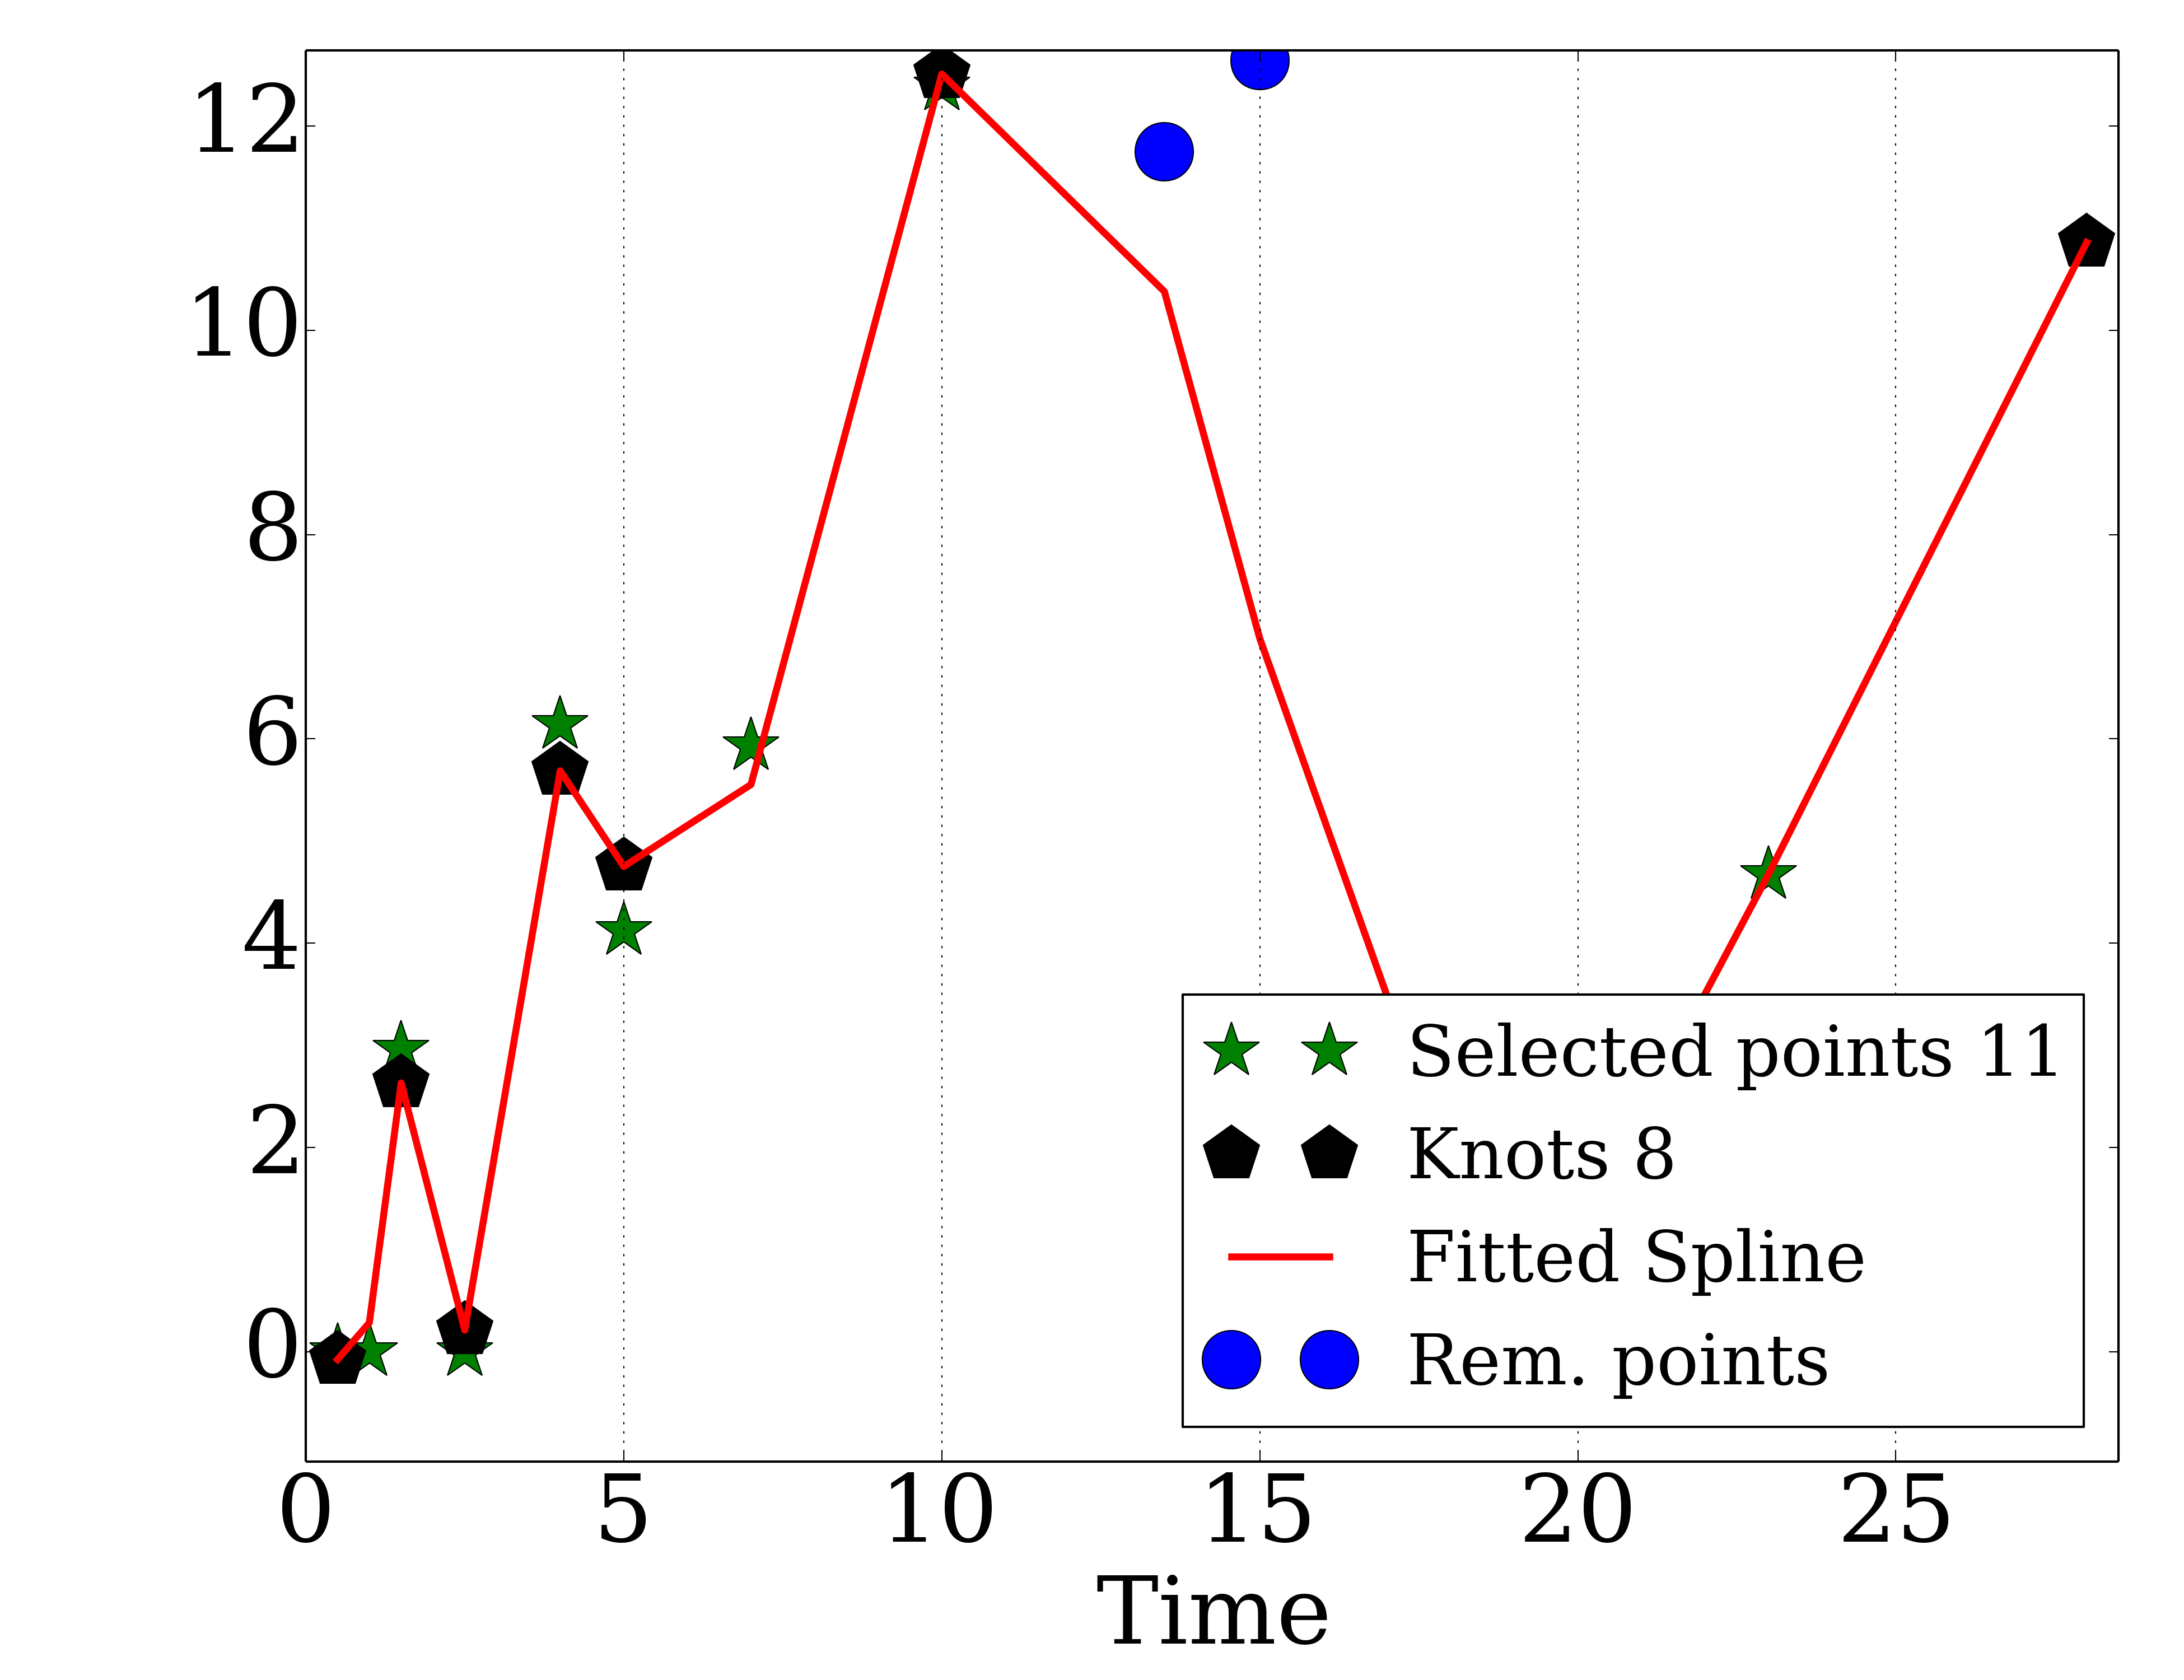 12
10
8
6
4
2
0
0 5 10 15 20 25
Time
Selected points 11
Knots 8
Fitted Spline
Rem. points